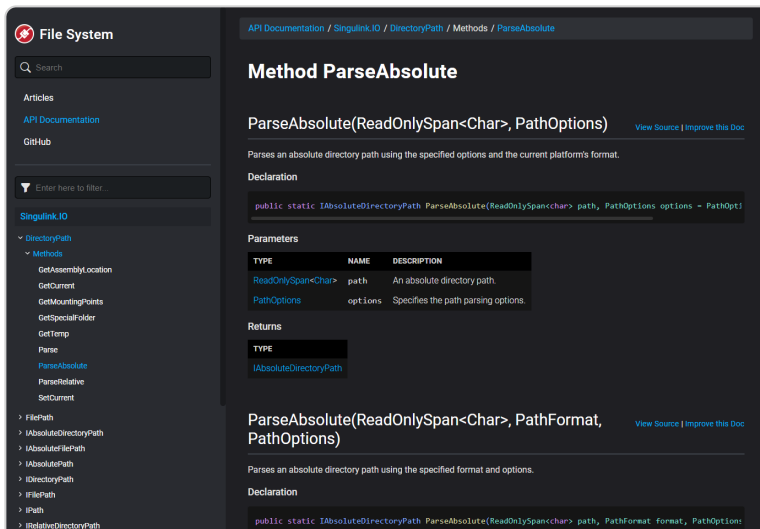 File System
Search
Articles
API Documentation
GitHub
Enter here to filter...
Singulink.IO
DirectoryPath
Methods
GetAssemblyLocation
GetCurrent
GetMountingPoints
GetSpecialFolder
GetTemp
Parse
ParseAbsolute
ParseRelative
SetCurrent
FilePath
IAbsoluteDirectoryPath
IAbsoluteFilePath
IAbsolutePath
IDirectoryPath
IFilePath
IPath
IRelativeDirectoryPath
API Documentation / Singulink.IO / DirectoryPath / Methods / ParseAbsolute
Method ParseAbsolute
ParseAbsolute(ReadOnlySpan<Char>, PathOptions)
View Source | Improve this Doc
Parses an absolute directory path using the specified options and the current platform's format.
Declaration
public static IAbsoluteDirectoryPath ParseAbsolute(ReadOnlySpan<char> path, PathOptions options = PathOpti
Parameters
TYPE NAME DESCRIPTION
ReadOnlySpan<Char> path An absolute directory path.
PathOptions options Specifies the path parsing options.
Returns
TYPE
IAbsoluteDirectoryPath
ParseAbsolute(ReadOnlySpan<Char>, PathFormat,
PathOptions)
View Source | Improve this Doc
Parses an absolute directory path using the specified format and options.
Declaration
public static IAbsoluteDirectoryPath ParseAbsolute(ReadOnlySpan<char> path, PathFormat format, PathOptions